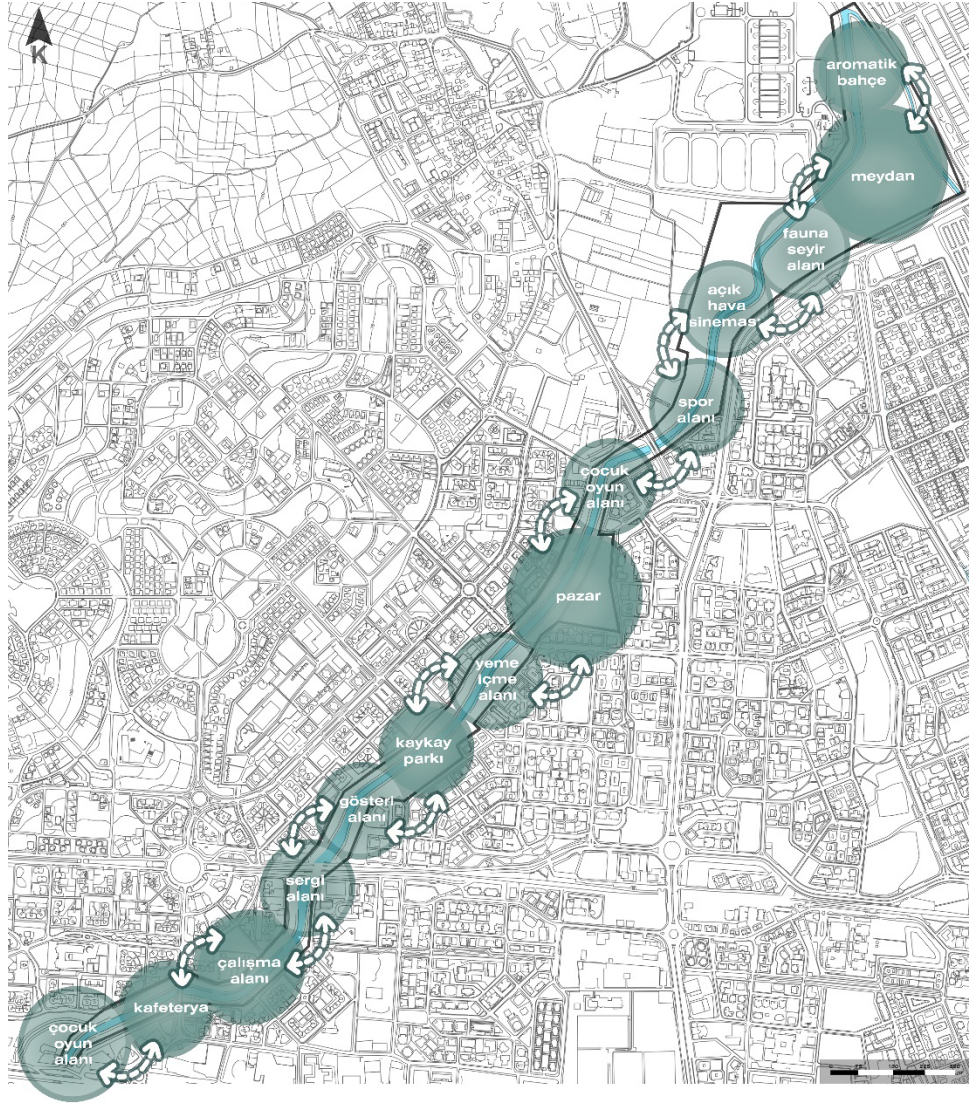 K
aromatik
bahçe
meydan
fauna
seyir
alanı
açık
hava
sineması
spor
alanı
çocuk
oyun
alanı
pazar
yeme
içme
alanı
kaykay
parkı
gösteri
alanı
sergi
alanı
çalışma
alanı
kafeterya
çocuk
oyun
alanı